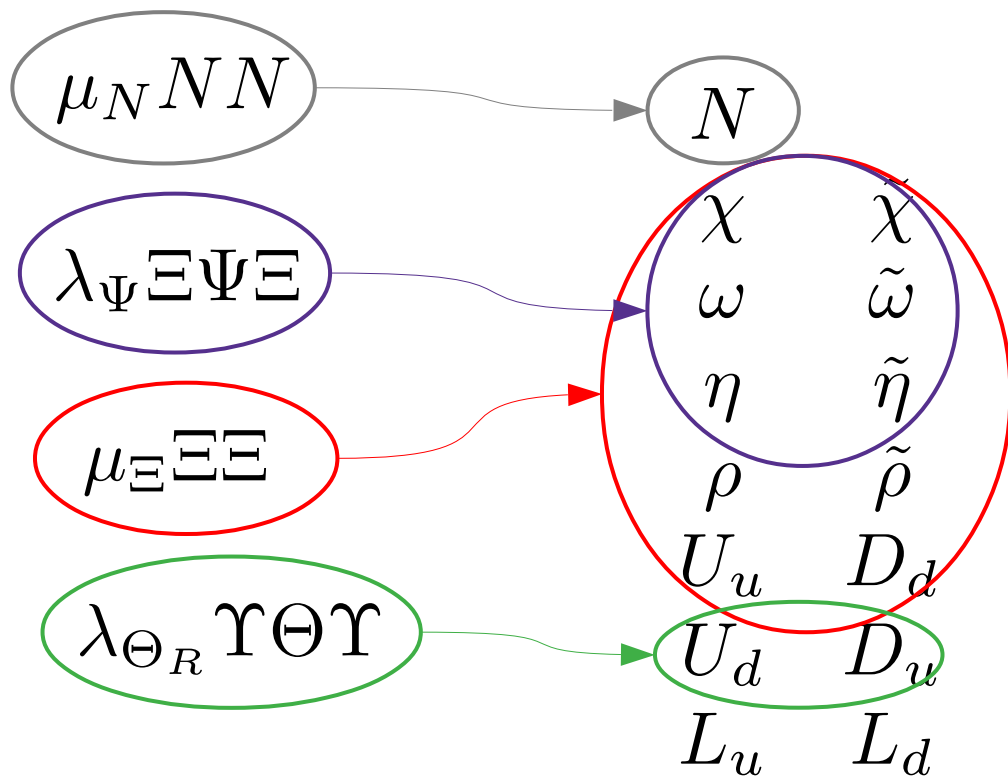 μ_N N N
N
χ χ̃
λ_Ψ Ξ Ψ Ξ
ω ω̃
η η̃
μ_Ξ Ξ Ξ
ρ ρ̃
U_u D_d
λ_{Θ_R} ϒ Θ ϒ
U_d D_u
L_u L_d